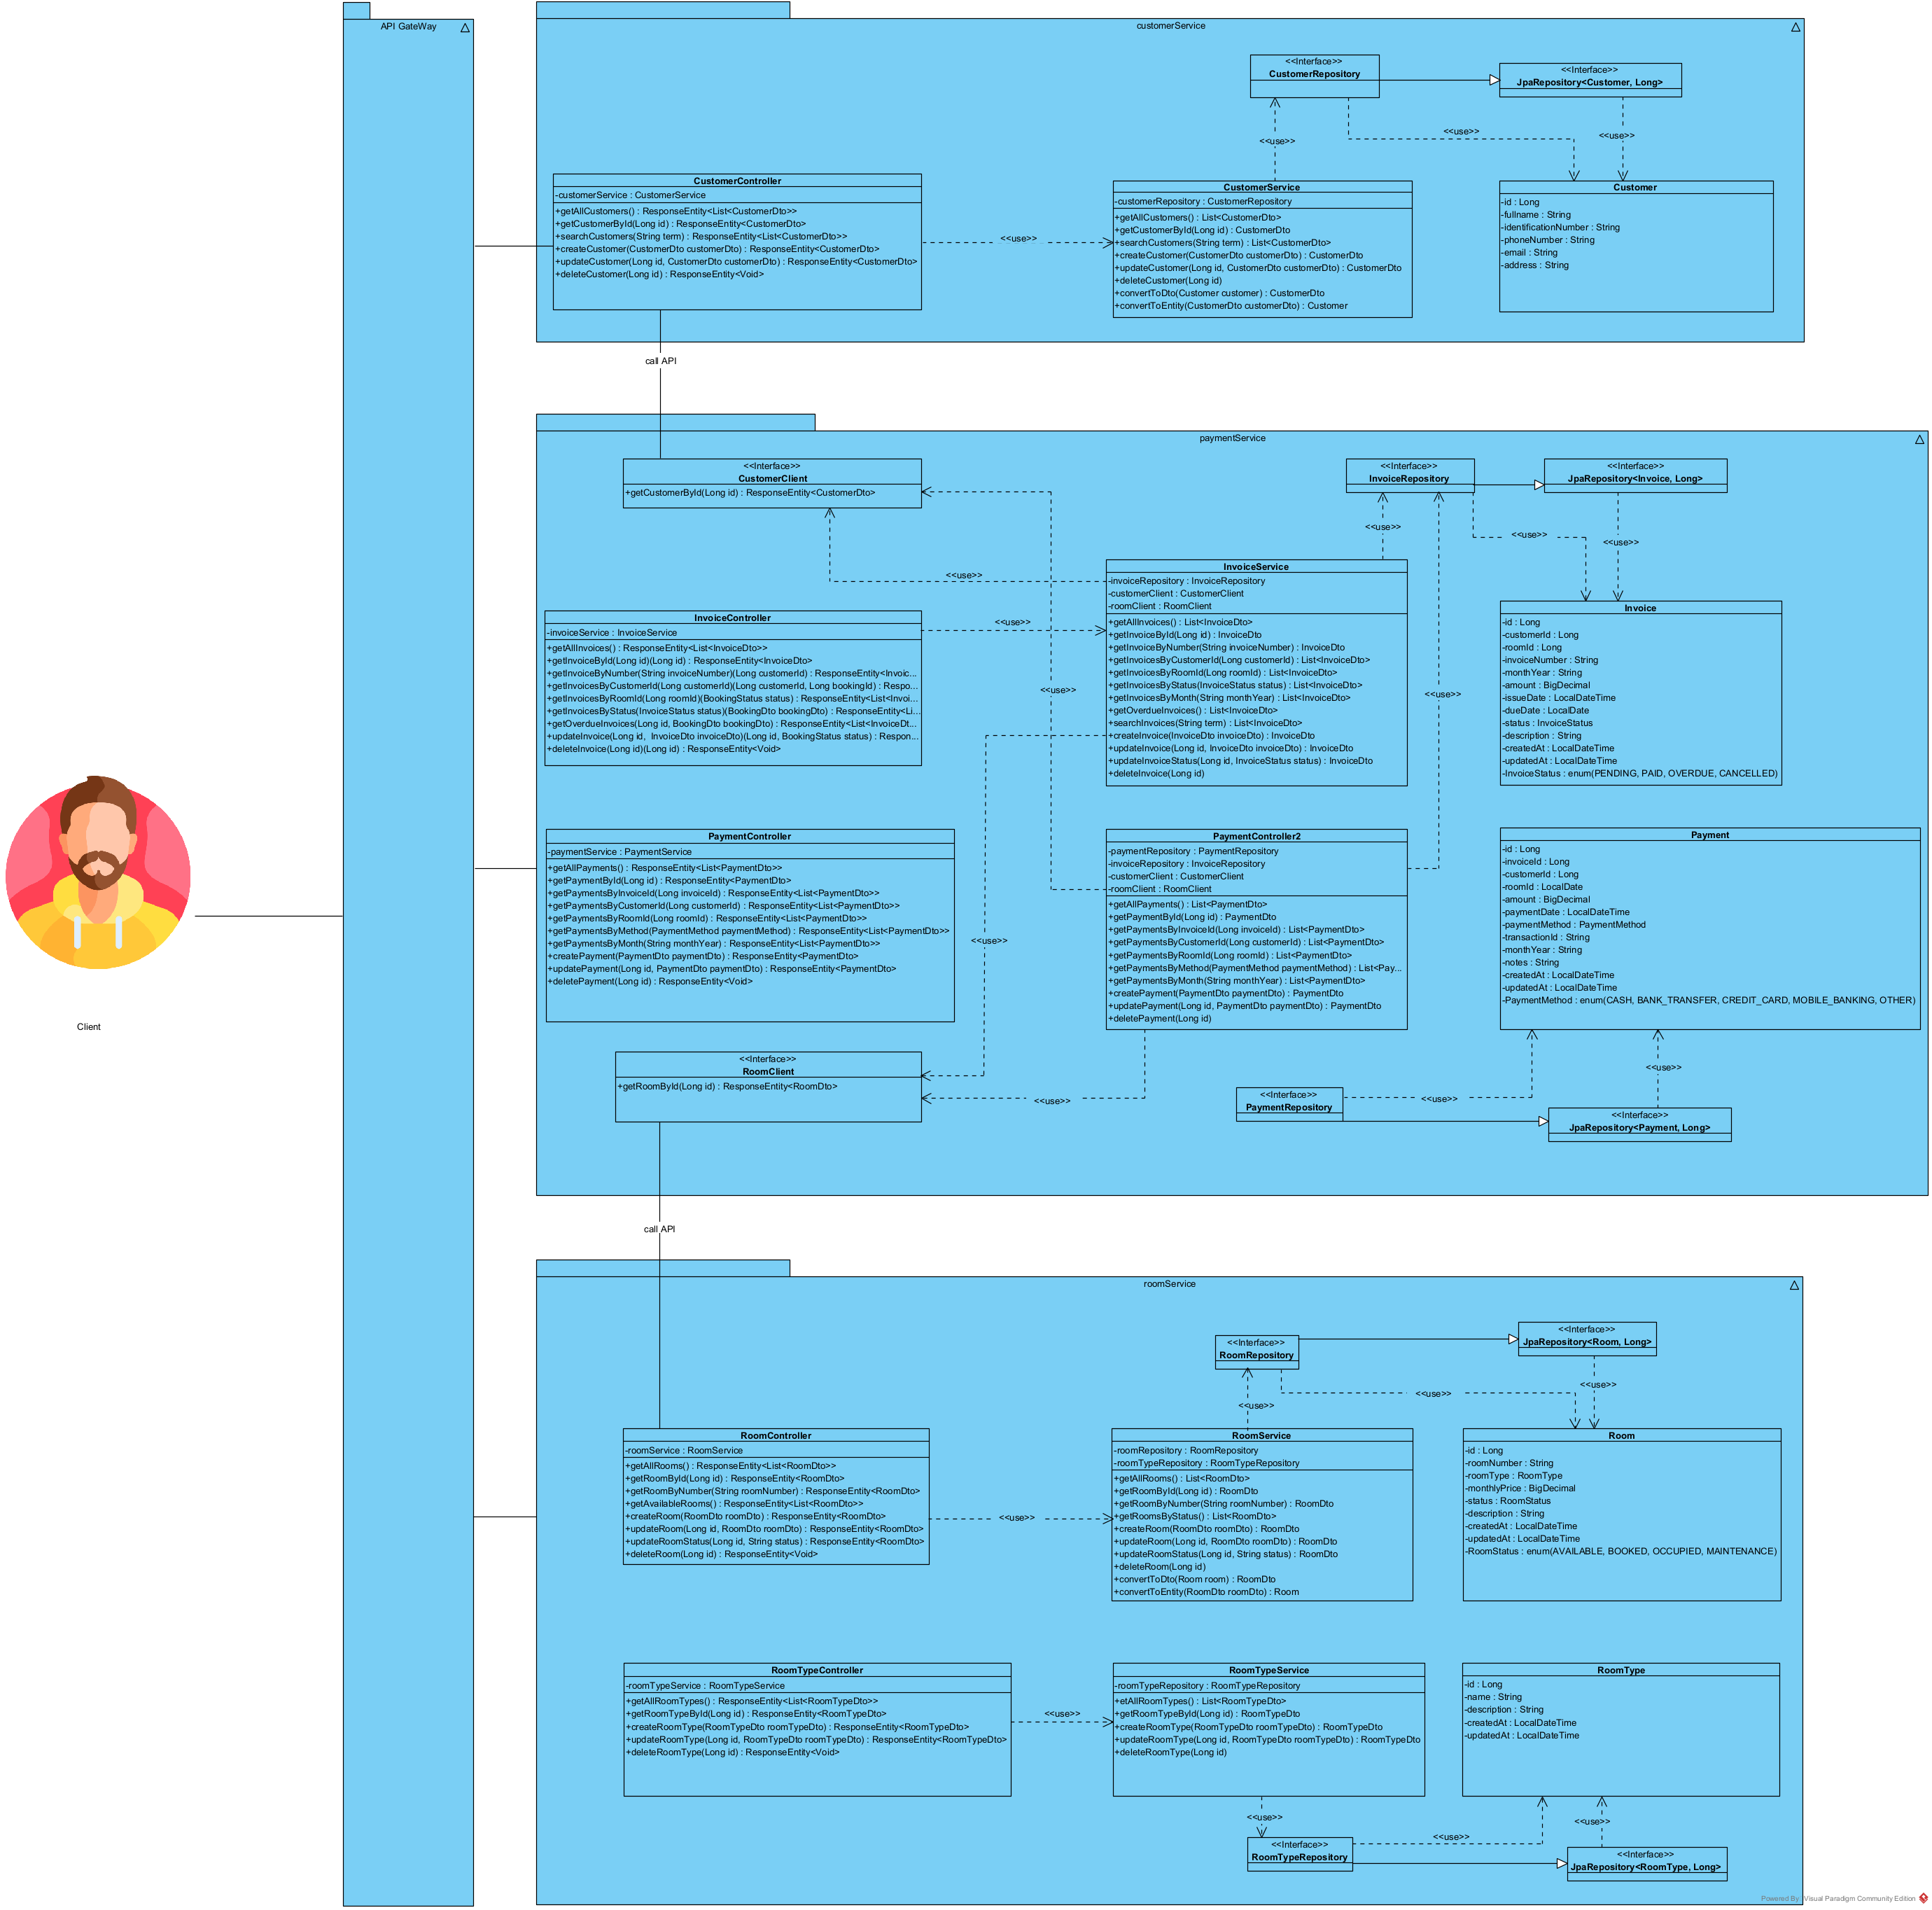 API GateWay
customerService
<<Interface>>
CustomerRepository
<<Interface>>
JpaRepository<Customer, Long>
<<use>>
<<use>>
<<use>>
CustomerController
-customerService : CustomerService
+getAllCustomers() : ResponseEntity<List<CustomerDto>>
+getCustomerById(Long id) : ResponseEntity<CustomerDto>
+searchCustomers(String term) : ResponseEntity<List<CustomerDto>>
+createCustomer(CustomerDto customerDto) : ResponseEntity<CustomerDto>
+updateCustomer(Long id, CustomerDto customerDto) : ResponseEntity<CustomerDto>
+deleteCustomer(Long id) : ResponseEntity<Void>
<<use>>
CustomerService
-customerRepository : CustomerRepository
+getAllCustomers() : List<CustomerDto>
+getCustomerById(Long id) : CustomerDto
+searchCustomers(String term) : List<CustomerDto>
+createCustomer(CustomerDto customerDto) : CustomerDto
+updateCustomer(Long id, CustomerDto customerDto) : CustomerDto
+deleteCustomer(Long id)
+convertToDto(Customer customer) : CustomerDto
+convertToEntity(CustomerDto customerDto) : Customer
Customer
-id : Long
-fullname : String
-identificationNumber : String
-phoneNumber : String
-email : String
-address : String
call API
paymentService
<<Interface>>
CustomerClient
+getCustomerById(Long id) : ResponseEntity<CustomerDto>
<<Interface>>
InvoiceRepository
<<Interface>>
JpaRepository<Invoice, Long>
<<use>>
<<use>>
<<use>>
<<use>>
InvoiceController
-invoiceService : InvoiceService
+getAllInvoices() : ResponseEntity<List<InvoiceDto>>
+getInvoiceById(Long id)(Long id) : ResponseEntity<InvoiceDto>
+getInvoiceByNumber(String invoiceNumber)(Long customerId) : ResponseEntity<Invoic...
+getInvoicesByCustomerId(Long customerId)(Long customerId, Long bookingId) : Respo...
+getInvoicesByRoomId(Long roomId)(BookingStatus status) : ResponseEntity<List<Invoi...
+getInvoicesByStatus(InvoiceStatus status)(BookingDto bookingDto) : ResponseEntity<Li...
+getOverdueInvoices(Long id, BookingDto bookingDto) : ResponseEntity<List<InvoiceDt...
+updateInvoice(Long id,  InvoiceDto invoiceDto)(Long id, BookingStatus status) : Respon...
+deleteInvoice(Long id)(Long id) : ResponseEntity<Void>
<<use>>
InvoiceService
-invoiceRepository : InvoiceRepository
-customerClient : CustomerClient
-roomClient : RoomClient
+getAllInvoices() : List<InvoiceDto>
+getInvoiceById(Long id) : InvoiceDto
+getInvoiceByNumber(String invoiceNumber) : InvoiceDto
+getInvoicesByCustomerId(Long customerId) : List<InvoiceDto>
+getInvoicesByRoomId(Long roomId) : List<InvoiceDto>
+getInvoicesByStatus(InvoiceStatus status) : List<InvoiceDto>
+getInvoicesByMonth(String monthYear) : List<InvoiceDto>
+getOverdueInvoices() : List<InvoiceDto>
+searchInvoices(String term) : List<InvoiceDto>
+createInvoice(InvoiceDto invoiceDto) : InvoiceDto
+updateInvoice(Long id, InvoiceDto invoiceDto) : InvoiceDto
+updateInvoiceStatus(Long id, InvoiceStatus status) : InvoiceDto
+deleteInvoice(Long id)
<<use>>
<<use>>
Invoice
-id : Long
-customerId : Long
-roomId : Long
-invoiceNumber : String
-monthYear : String
-amount : BigDecimal
-issueDate : LocalDateTime
-dueDate : LocalDate
-status : InvoiceStatus
-description : String
-createdAt : LocalDateTime
-updatedAt : LocalDateTime
-InvoiceStatus : enum(PENDING, PAID, OVERDUE, CANCELLED)
PaymentController
-paymentService : PaymentService
+getAllPayments() : ResponseEntity<List<PaymentDto>>
+getPaymentById(Long id) : ResponseEntity<PaymentDto>
+getPaymentsByInvoiceId(Long invoiceId) : ResponseEntity<List<PaymentDto>>
+getPaymentsByCustomerId(Long customerId) : ResponseEntity<List<PaymentDto>>
+getPaymentsByRoomId(Long roomId) : ResponseEntity<List<PaymentDto>>
+getPaymentsByMethod(PaymentMethod paymentMethod) : ResponseEntity<List<PaymentDto>>
+getPaymentsByMonth(String monthYear) : ResponseEntity<List<PaymentDto>>
+createPayment(PaymentDto paymentDto) : ResponseEntity<PaymentDto>
+updatePayment(Long id, PaymentDto paymentDto) : ResponseEntity<PaymentDto>
+deletePayment(Long id) : ResponseEntity<Void>
<<use>>
PaymentController2
-paymentRepository : PaymentRepository
-invoiceRepository : InvoiceRepository
-customerClient : CustomerClient
-roomClient : RoomClient
+getAllPayments() : List<PaymentDto>
+getPaymentById(Long id) : PaymentDto
+getPaymentsByInvoiceId(Long invoiceId) : List<PaymentDto>
+getPaymentsByCustomerId(Long customerId) : List<PaymentDto>
+getPaymentsByRoomId(Long roomId) : List<PaymentDto>
+getPaymentsByMethod(PaymentMethod paymentMethod) : List<Pay...
+getPaymentsByMonth(String monthYear) : List<PaymentDto>
+createPayment(PaymentDto paymentDto) : PaymentDto
+updatePayment(Long id, PaymentDto paymentDto) : PaymentDto
+deletePayment(Long id)
Payment
-id : Long
-invoiceId : Long
-customerId : Long
-roomId : LocalDate
-amount : BigDecimal
-paymentDate : LocalDateTime
-paymentMethod : PaymentMethod
-transactionId : String
-monthYear : String
-notes : String
-createdAt : LocalDateTime
-updatedAt : LocalDateTime
-PaymentMethod : enum(CASH, BANK_TRANSFER, CREDIT_CARD, MOBILE_BANKING, OTHER)
Client
<<Interface>>
RoomClient
+getRoomById(Long id) : ResponseEntity<RoomDto>
<<use>>
<<Interface>>
PaymentRepository
<<use>>
<<use>>
<<Interface>>
JpaRepository<Payment, Long>
call API
roomService
<<Interface>>
RoomRepository
<<Interface>>
JpaRepository<Room, Long>
<<use>>
<<use>>
<<use>>
RoomController
-roomService : RoomService
+getAllRooms() : ResponseEntity<List<RoomDto>>
+getRoomById(Long id) : ResponseEntity<RoomDto>
+getRoomByNumber(String roomNumber) : ResponseEntity<RoomDto>
+getAvailableRooms() : ResponseEntity<List<RoomDto>>
+createRoom(RoomDto roomDto) : ResponseEntity<RoomDto>
+updateRoom(Long id, RoomDto roomDto) : ResponseEntity<RoomDto>
+updateRoomStatus(Long id, String status) : ResponseEntity<RoomDto>
+deleteRoom(Long id) : ResponseEntity<Void>
<<use>>
RoomService
-roomRepository : RoomRepository
-roomTypeRepository : RoomTypeRepository
+getAllRooms() : List<RoomDto>
+getRoomById(Long id) : RoomDto
+getRoomByNumber(String roomNumber) : RoomDto
+getRoomsByStatus() : List<RoomDto>
+createRoom(RoomDto roomDto) : RoomDto
+updateRoom(Long id, RoomDto roomDto) : RoomDto
+updateRoomStatus(Long id, String status) : RoomDto
+deleteRoom(Long id)
+convertToDto(Room room) : RoomDto
+convertToEntity(RoomDto roomDto) : Room
Room
-id : Long
-roomNumber : String
-roomType : RoomType
-monthlyPrice : BigDecimal
-status : RoomStatus
-description : String
-createdAt : LocalDateTime
-updatedAt : LocalDateTime
-RoomStatus : enum(AVAILABLE, BOOKED, OCCUPIED, MAINTENANCE)
RoomTypeController
-roomTypeService : RoomTypeService
+getAllRoomTypes() : ResponseEntity<List<RoomTypeDto>>
+getRoomTypeById(Long id) : ResponseEntity<RoomTypeDto>
+createRoomType(RoomTypeDto roomTypeDto) : ResponseEntity<RoomTypeDto>
+updateRoomType(Long id, RoomTypeDto roomTypeDto) : ResponseEntity<RoomTypeDto>
+deleteRoomType(Long id) : ResponseEntity<Void>
<<use>>
RoomTypeService
-roomTypeRepository : RoomTypeRepository
+etAllRoomTypes() : List<RoomTypeDto>
+getRoomTypeById(Long id) : RoomTypeDto
+createRoomType(RoomTypeDto roomTypeDto) : RoomTypeDto
+updateRoomType(Long id, RoomTypeDto roomTypeDto) : RoomTypeDto
+deleteRoomType(Long id)
RoomType
-id : Long
-name : String
-description : String
-createdAt : LocalDateTime
-updatedAt : LocalDateTime
<<use>>
<<Interface>>
RoomTypeRepository
<<use>>
<<use>>
<<Interface>>
JpaRepository<RoomType, Long>
Powered By Visual Paradigm Community Edition